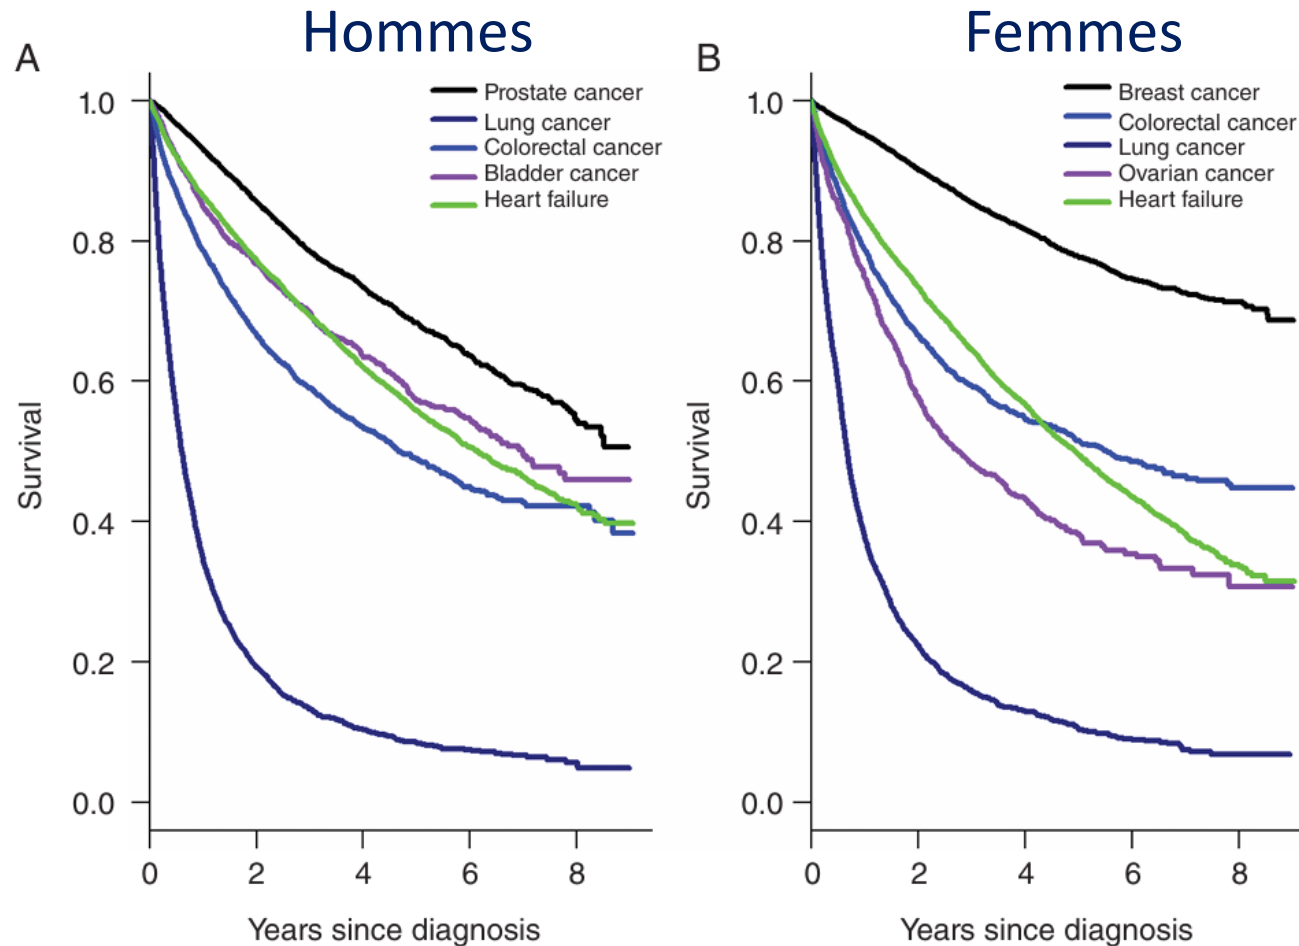 Hommes
A
Prostate cancer
Lung cancer
Colorectal cancer
Bladder cancer
Heart failure
1.0
0.8
0.6
0.4
0.2
0.0
Survival
0 2 4 6 8
Years since diagnosis
Femmes
B
Breast cancer
Colorectal cancer
Lung cancer
Ovarian cancer
Heart failure
1.0
0.8
0.6
0.4
0.2
0.0
Survival
0 2 4 6 8
Years since diagnosis